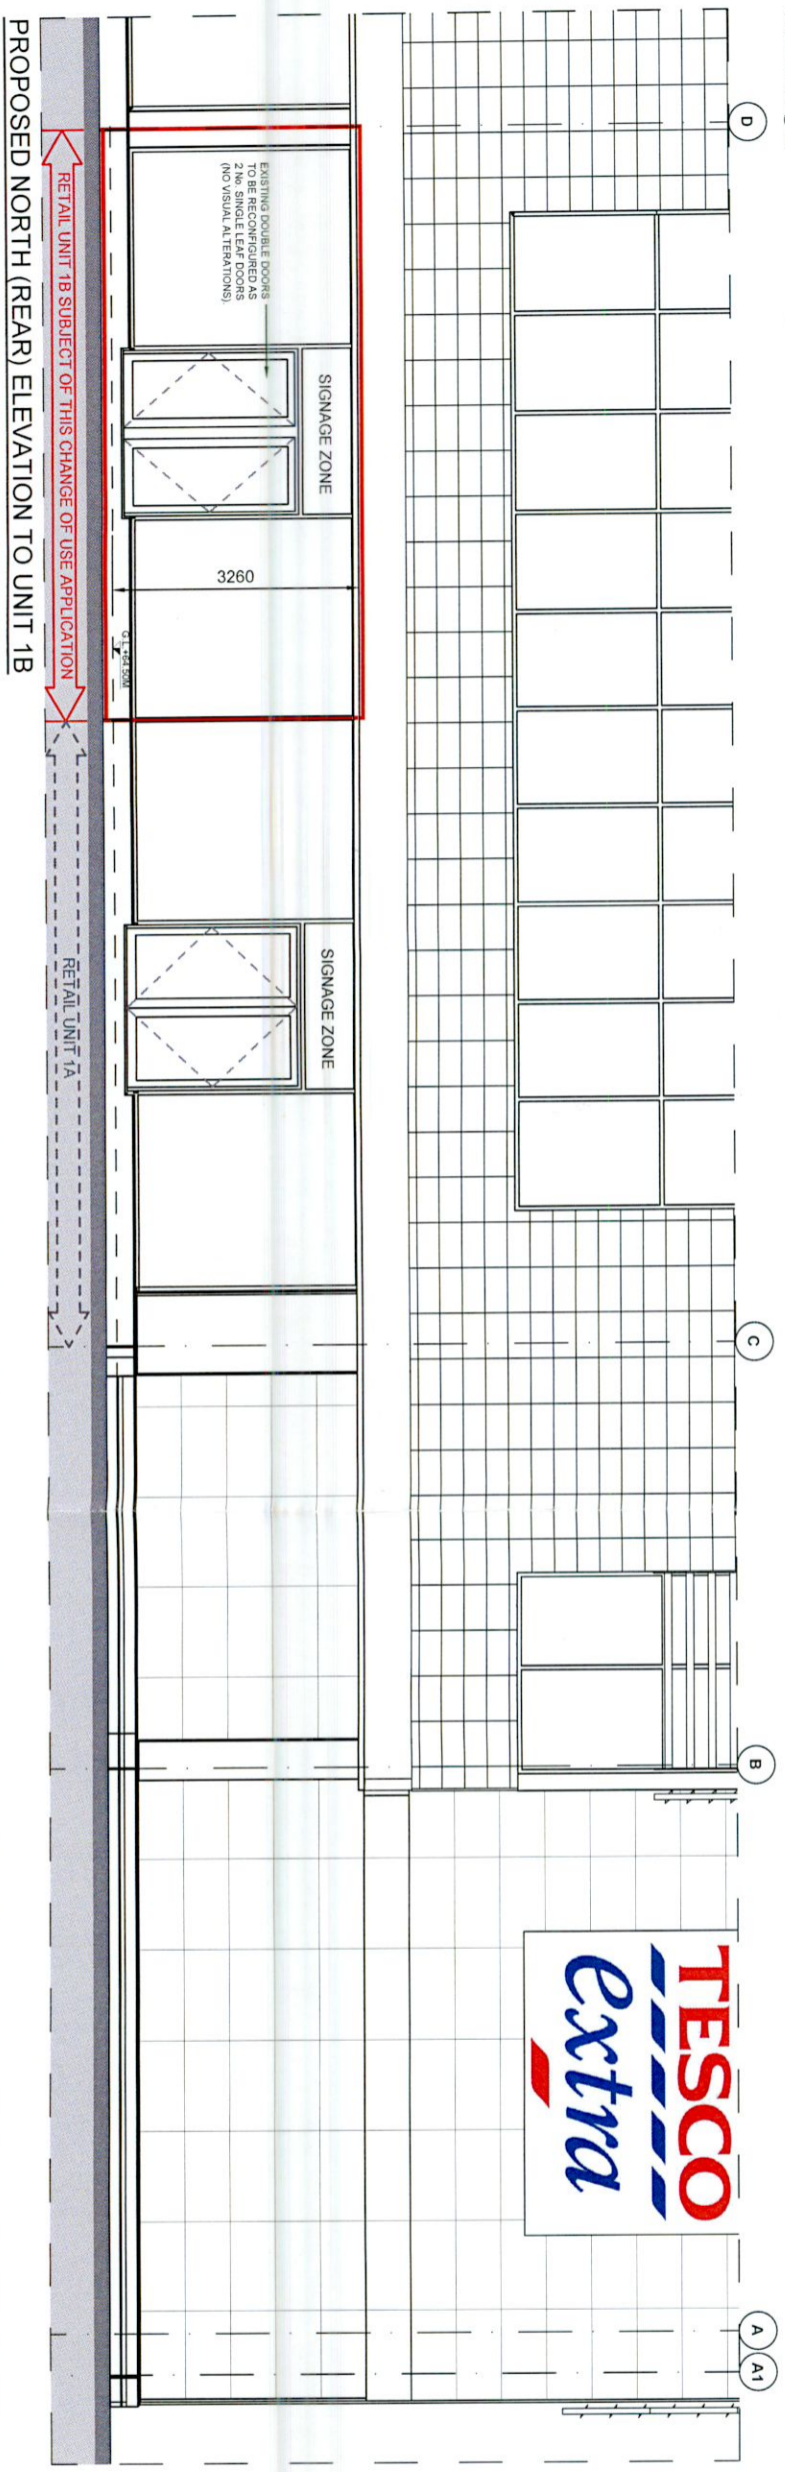 D
C
B
A
A1
TESCO
extra
EXISTING DOUBLE DOORS
TO BE RECONFIGURED AS
2 No. SINGLE LEAF DOORS
(NO VISUAL ALTERATIONS).
SIGNAGE ZONE
SIGNAGE ZONE
3260
G.L. +64.50M
RETAIL UNIT 1B SUBJECT OF THIS CHANGE OF USE APPLICATION
RETAIL UNIT 1A
PROPOSED NORTH (REAR) ELEVATION TO UNIT 1B